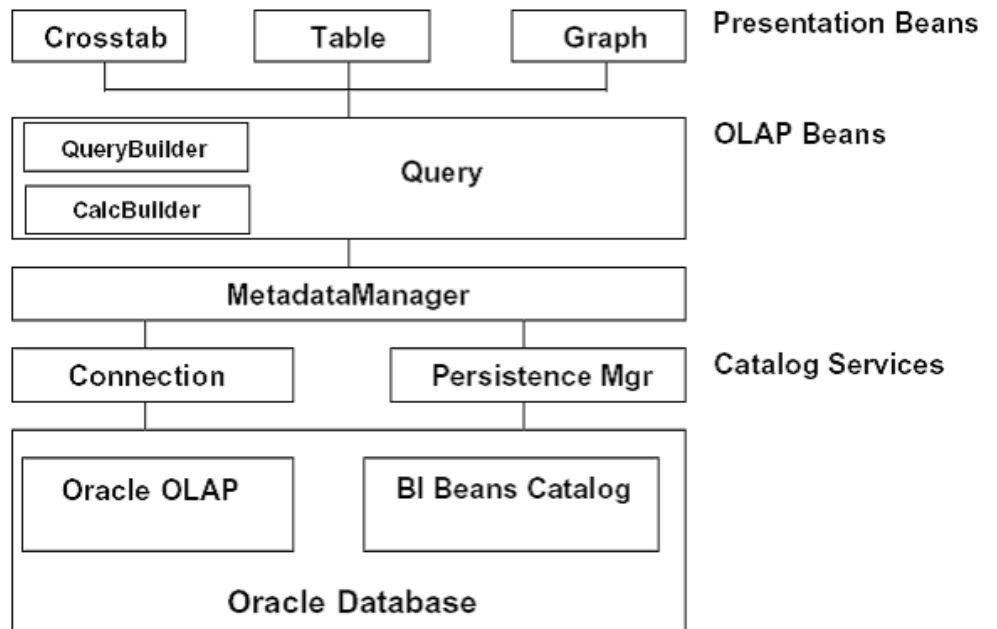 Crosstab
Table
Graph
Presentation Beans
QueryBuilder
Query
CalcBuilder
OLAP Beans
MetadataManager
Connection
Persistence Mgr
Catalog Services
Oracle OLAP
BI Beans Catalog
Oracle Database